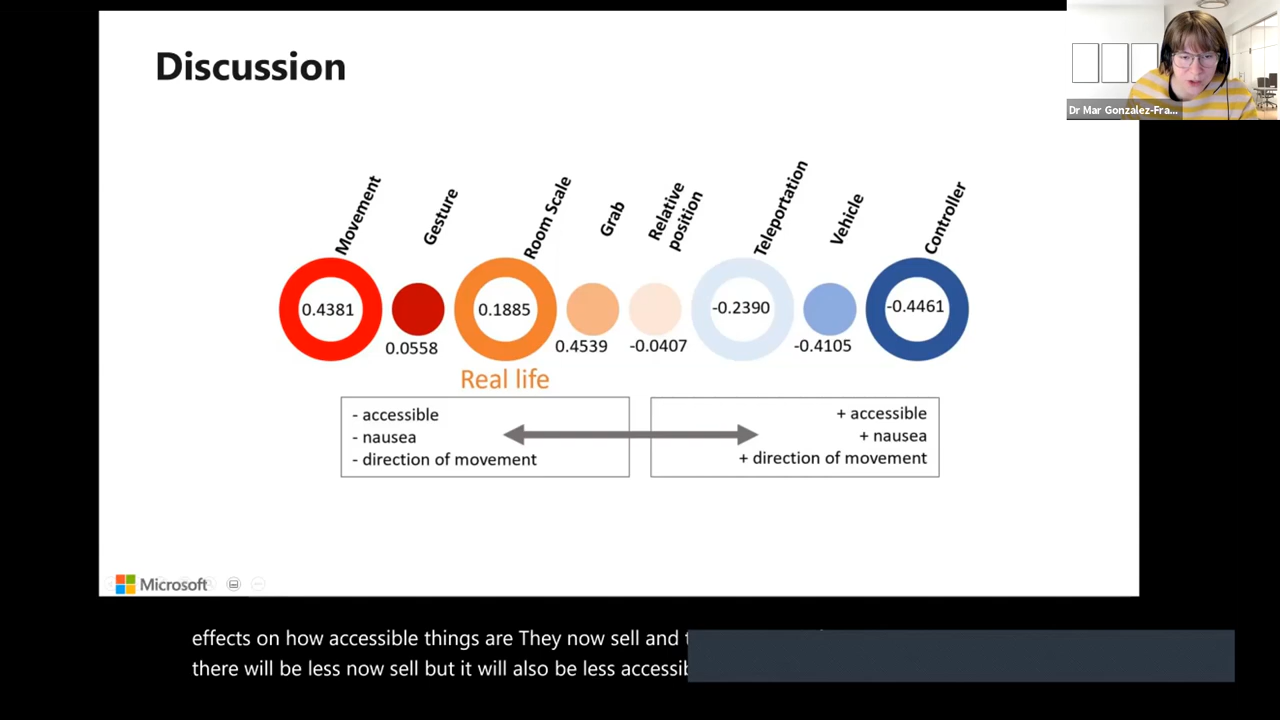 Discussion
Dr Mar Gonzalez-Fra...
Movement
Gesture
Room Scale
Grab
Relative
position
Teleportation
Vehicle
Controller
0.4381
0.0558
0.1885
0.4539
-0.0407
-0.2390
-0.4105
-0.4461
Real life
- accessible
- nausea
- direction of movement
+ accessible
+ nausea
+ direction of movement
Microsoft
effects on how accessible things are They now sell and
there will be less now sell but it will also be less